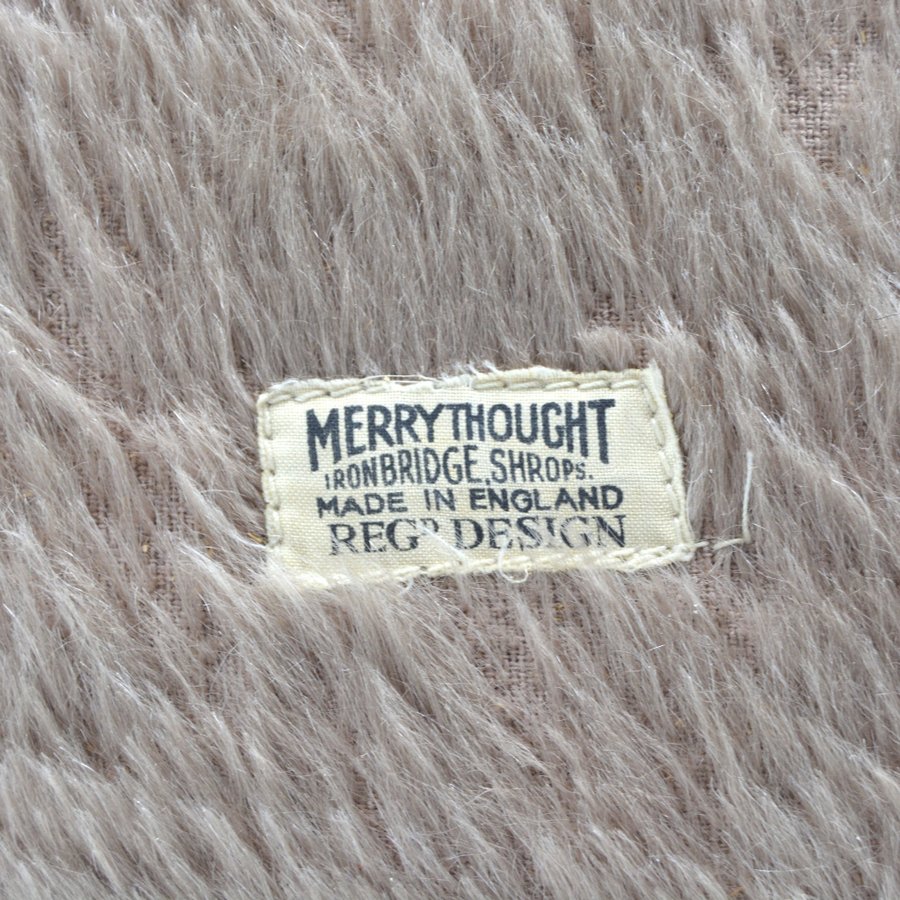 MERRYTHOUGHT
IRONBRIDGE, SHROPS.
MADE IN ENGLAND
REGD DESIGN